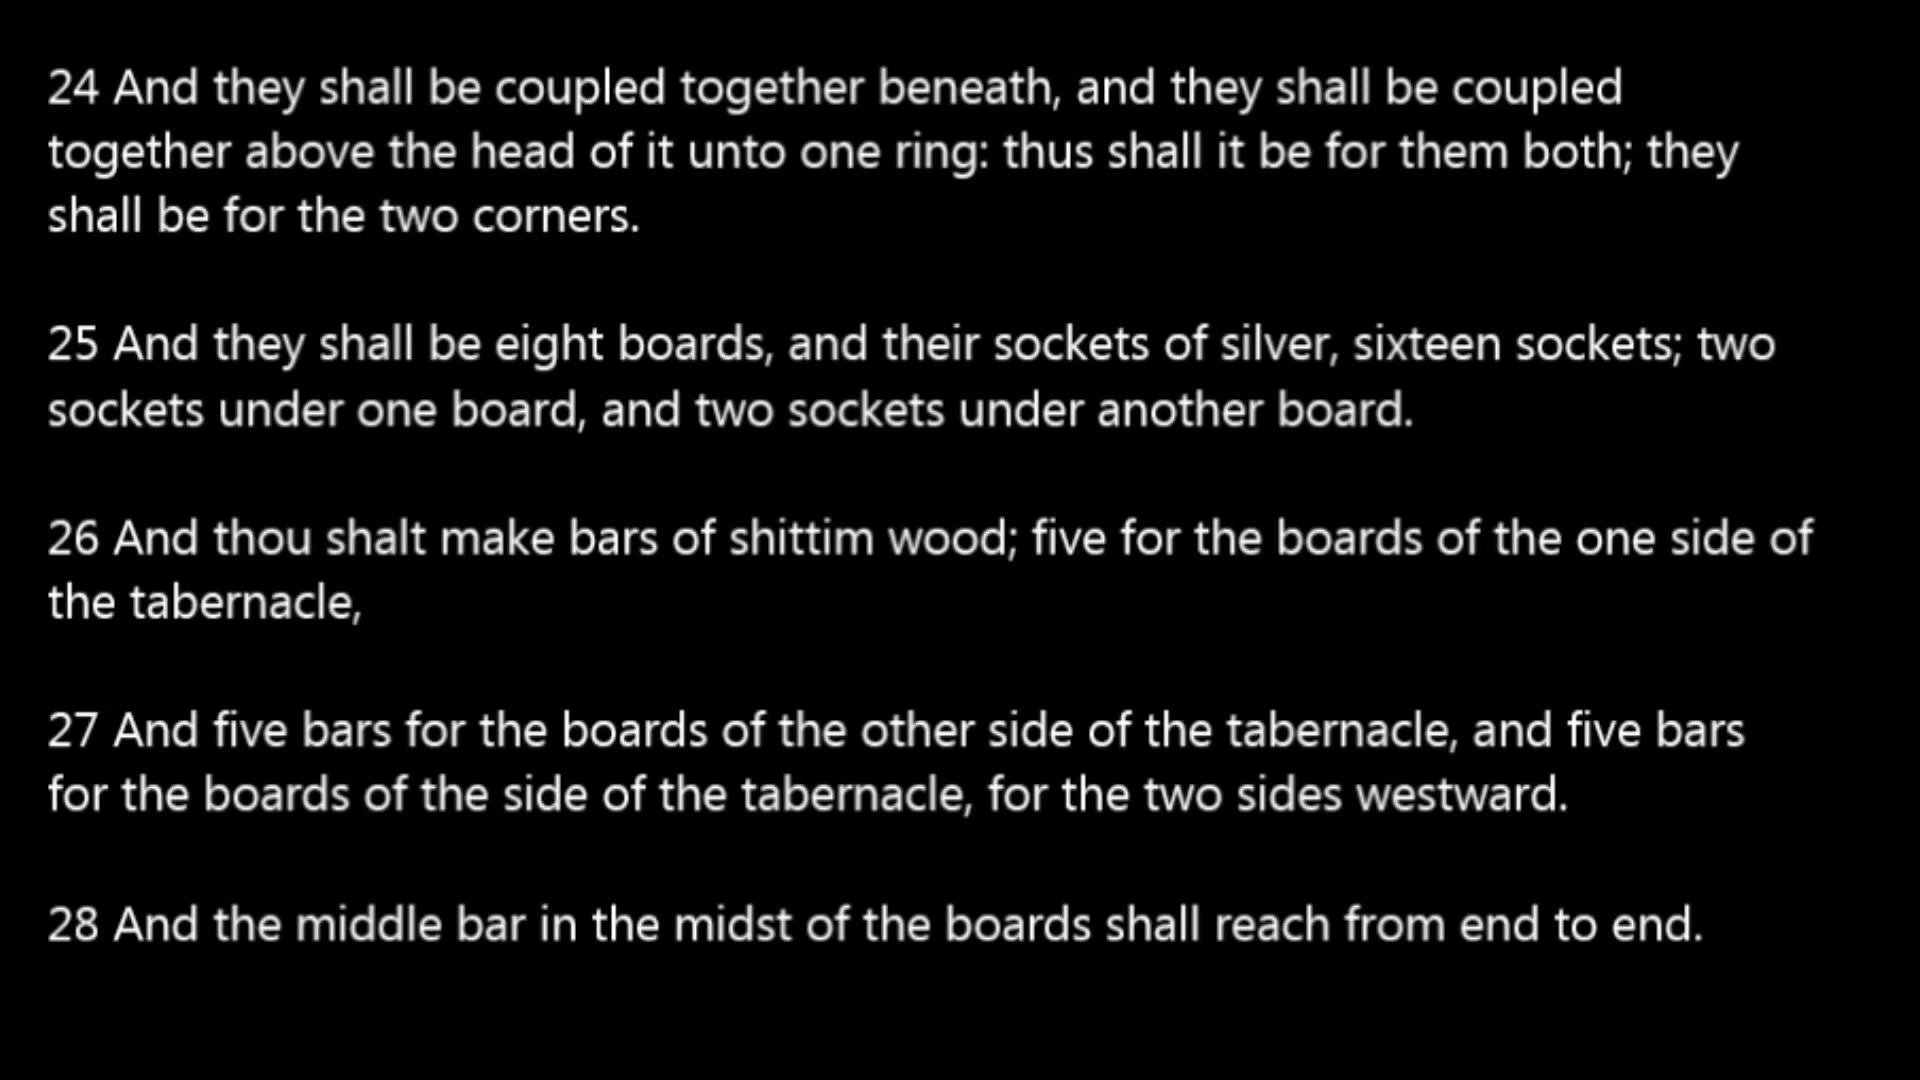 24 And they shall be coupled together beneath, and they shall be coupled
together above the head of it unto one ring: thus shall it be for them both; they
shall be for the two corners.
25 And they shall be eight boards, and their sockets of silver, sixteen sockets; two
sockets under one board, and two sockets under another board.
26 And thou shalt make bars of shittim wood; five for the boards of the one side of
the tabernacle,
27 And five bars for the boards of the other side of the tabernacle, and five bars
for the boards of the side of the tabernacle, for the two sides westward.
28 And the middle bar in the midst of the boards shall reach from end to end.